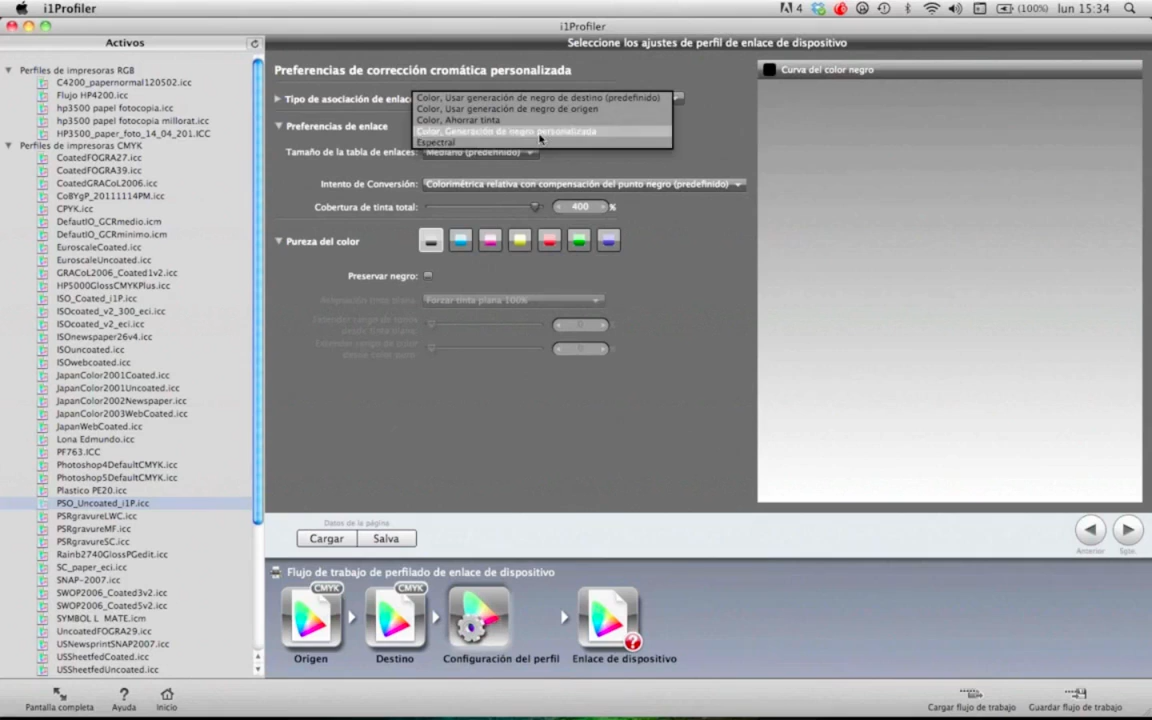 i1Profiler
4
(100%)
lun 15:34
i1Profiler
Activos
Seleccione los ajustes de perfil de enlace de dispositivo
Perfiles de impresoras RGB
C4200_papernormal120502.icc
Flujo HP4200.icc
hp3500 papel fotocopia.icc
hp3500 papel fotocopia millorat.icc
HP3500_paper_foto_14_04_201.ICC
Perfiles de impresoras CMYK
CoatedFOGRA27.icc
CoatedFOGRA39.icc
CoatedGRACoL2006.icc
CoBYgP_20111114PM.icc
CPYK.icc
DefautIO_GCRmedio.icm
DefautIO_GCRminimo.icm
EuroscaleCoated.icc
EuroscaleUncoated.icc
GRACoL2006_Coated1v2.icc
HP5000GlossCMYKPlus.icc
ISO_Coated_i1P.icc
ISOcoated_v2_300_eci.icc
ISOcoated_v2_eci.icc
ISOnewspaper26v4.icc
ISOuncoated.icc
ISOwebcoated.icc
JapanColor2001Coated.icc
JapanColor2001Uncoated.icc
JapanColor2002Newspaper.icc
JapanColor2003WebCoated.icc
JapanWebCoated.icc
Lona Edmundo.icc
PF763.ICC
Photoshop4DefaultCMYK.icc
Photoshop5DefaultCMYK.icc
Plastico PE20.icc
PSO_Uncoated_i1P.icc
PSRgravureLWC.icc
PSRgravureMF.icc
PSRgravureSC.icc
Rainb2740GlossPGedit.icc
SC_paper_eci.icc
SNAP-2007.icc
SWOP2006_Coated3v2.icc
SWOP2006_Coated5v2.icc
SYMBOL L MATE.icm
UncoatedFOGRA29.icc
USNewsprintSNAP2007.icc
USSheetfedCoated.icc
USSheetfedUncoated.icc
Preferencias de corrección cromática personalizada
Tipo de asociación de enlac
Color, Usar generación de negro de destino (predefinido)
Color, Usar generación de negro de origen
Color, Ahorrar tinta
Color, Generación de negro personalizada
Espectral
Preferencias de enlace
Tamaño de la tabla de enlaces: Mediano (predefinido)
Intento de Conversión: Colorimétrica relativa con compensación del punto negro (predefinido)
Cobertura de tinta total: 400 %
Pureza del color
Preservar negro:
Forzar tinta plana 100%
0
0
Curva del color negro
Datos de la página
Cargar Salva
Anterior Sgte.
Flujo de trabajo de perfilado de enlace de dispositivo
CMYK CMYK
Origen Destino Configuración del perfil Enlace de dispositivo
Pantalla completa Ayuda Inicio
Cargar flujo de trabajo Guardar flujo de trabajo